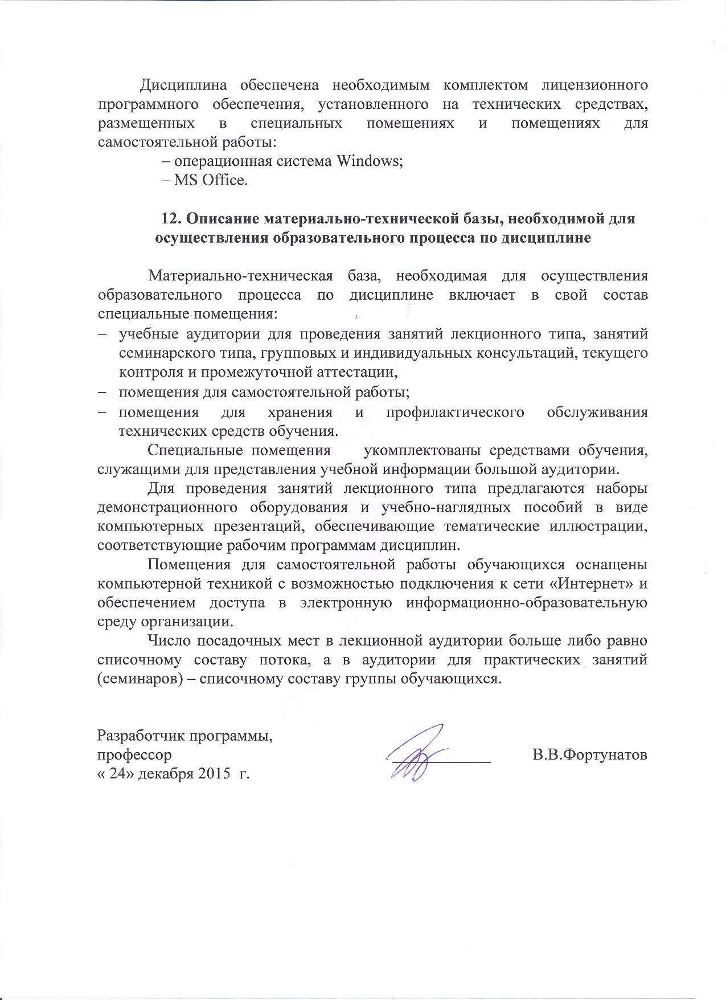 Дисциплина обеспечена необходимым комплектом лицензионного
программного обеспечения, установленного на технических средствах,
размещенных в специальных помещениях и помещениях для
самостоятельной работы:
– операционная система Windows;
– MS Office.
12. Описание материально-технической базы, необходимой для
осуществления образовательного процесса по дисциплине
Материально-техническая база, необходимая для осуществления
образовательного процесса по дисциплине включает в свой состав
специальные помещения:
– учебные аудитории для проведения занятий лекционного типа, занятий
семинарского типа, групповых и индивидуальных консультаций, текущего
контроля и промежуточной аттестации,
– помещения для самостоятельной работы;
– помещения для хранения и профилактического обслуживания
технических средств обучения.
Специальные помещения укомплектованы средствами обучения,
служащими для представления учебной информации большой аудитории.
Для проведения занятий лекционного типа предлагаются наборы
демонстрационного оборудования и учебно-наглядных пособий в виде
компьютерных презентаций, обеспечивающие тематические иллюстрации,
соответствующие рабочим программам дисциплин.
Помещения для самостоятельной работы обучающихся оснащены
компьютерной техникой с возможностью подключения к сети «Интернет» и
обеспечением доступа в электронную информационно-образовательную
среду организации.
Число посадочных мест в лекционной аудитории больше либо равно
списочному составу потока, а в аудитории для практических занятий
(семинаров) – списочному составу группы обучающихся.
Разработчик программы,
профессор ____________ В.В.Фортунатов
« 24» декабря 2015 г.